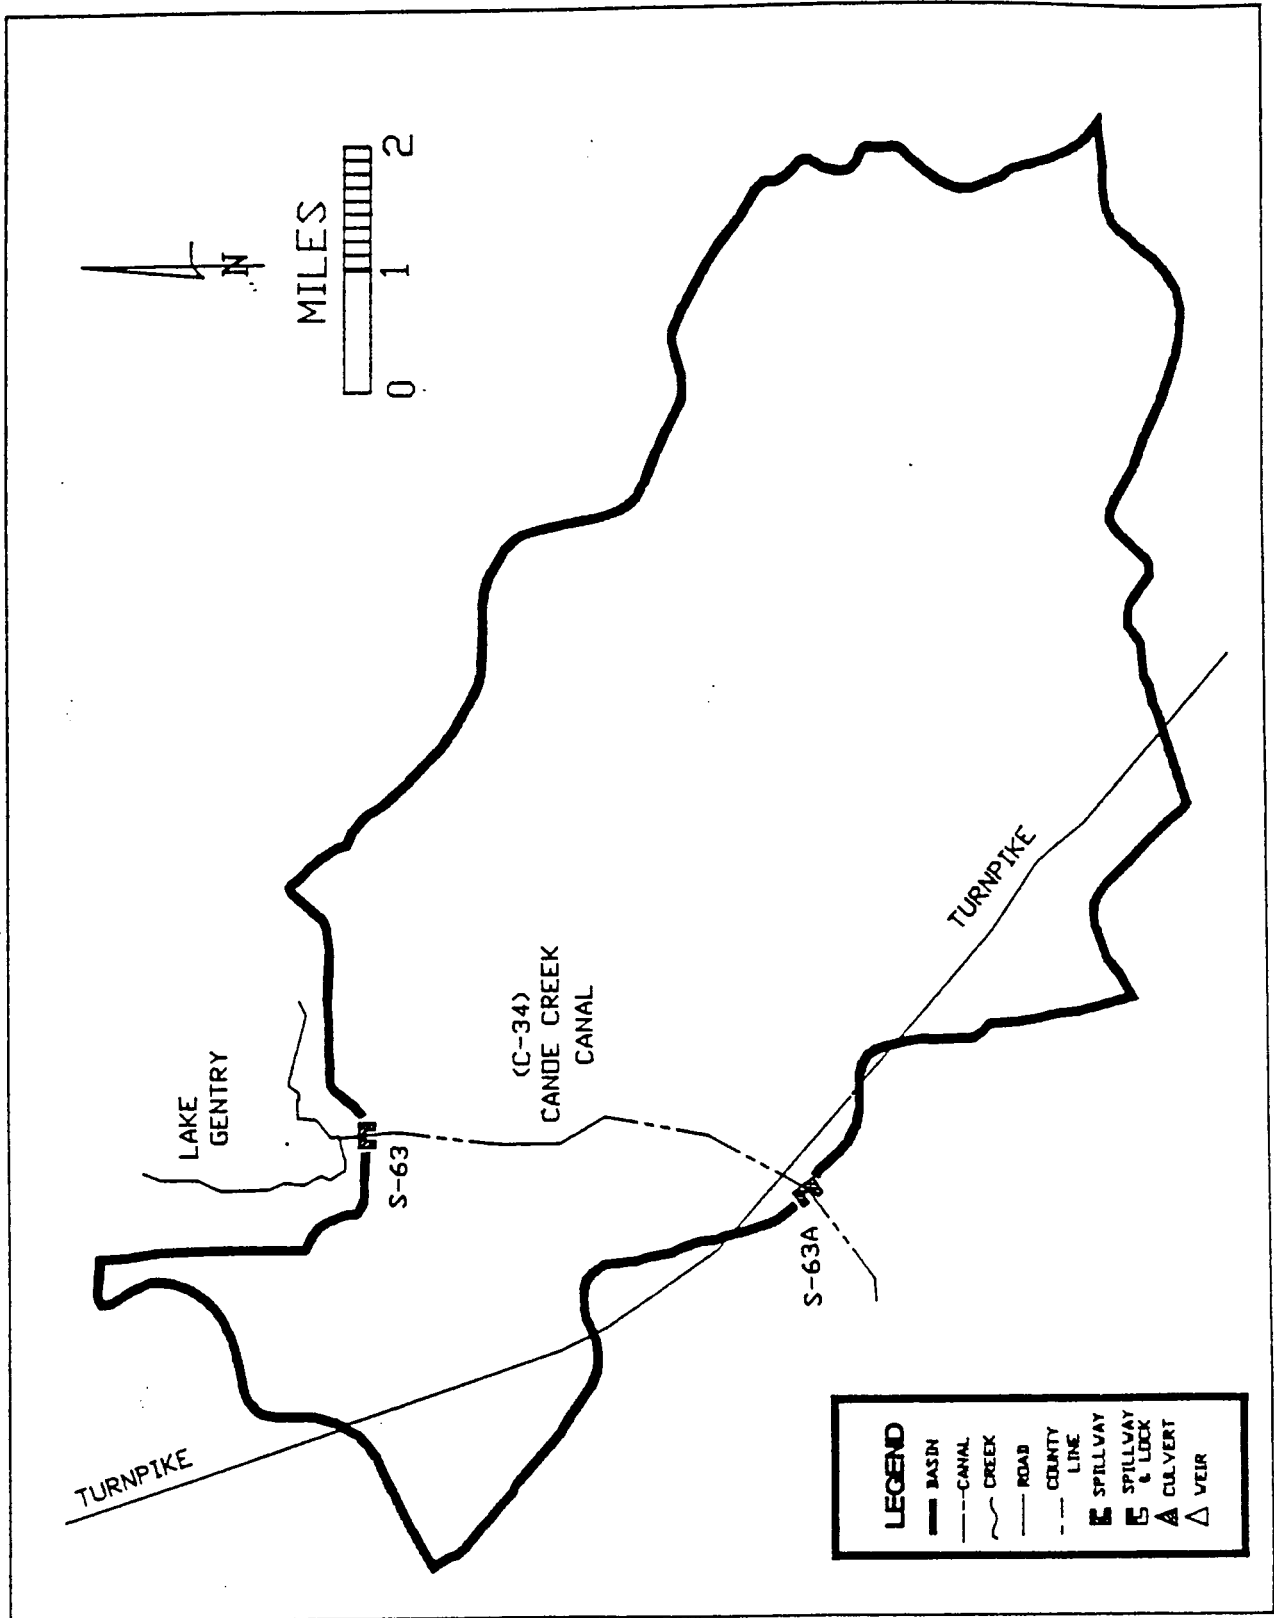 N
MILES
0 1 2
LAKE
GENTRY
S-63
(C-34)
CANOE CREEK
CANAL
S-63A
TURNPIKE
TURNPIKE
LEGEND
BASIN
CANAL
CREEK
ROAD
COUNTY
LINE
SPILLWAY
SPILLWAY
& LOCK
CULVERT
WEIR